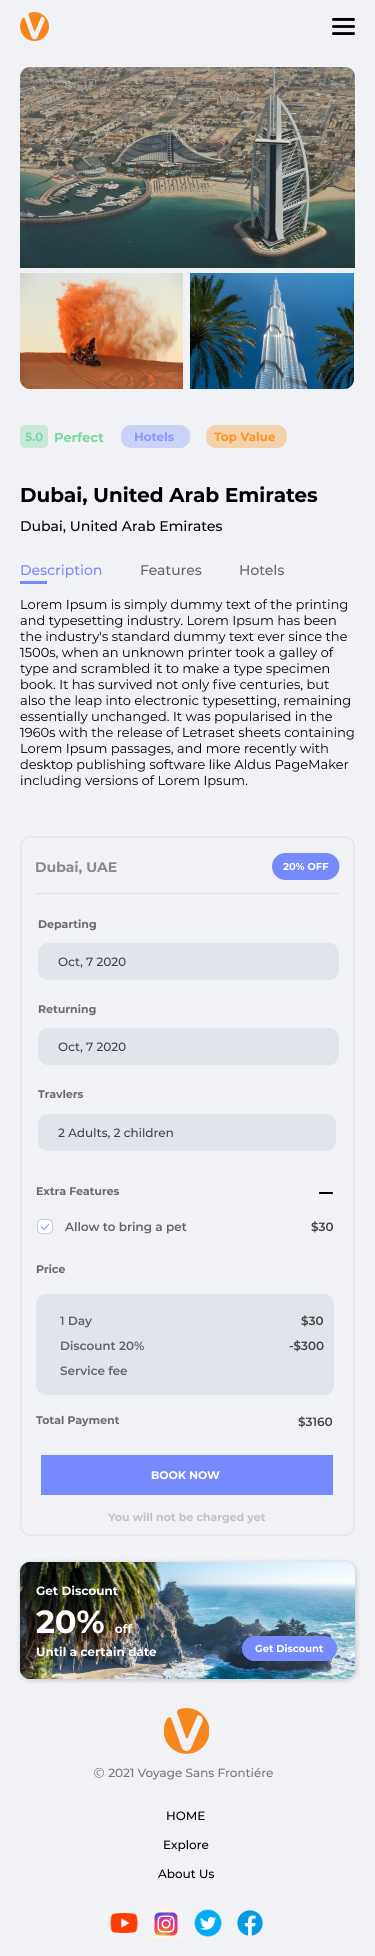 5.0 Perfect Hotels Top Value
Dubai, United Arab Emirates
Dubai, United Arab Emirates
Description Features Hotels
Lorem Ipsum is simply dummy text of the printing
and typesetting industry. Lorem Ipsum has been
the industry's standard dummy text ever since the
1500s, when an unknown printer took a galley of
type and scrambled it to make a type specimen
book. It has survived not only five centuries, but
also the leap into electronic typesetting, remaining
essentially unchanged. It was popularised in the
1960s with the release of Letraset sheets containing
Lorem Ipsum passages, and more recently with
desktop publishing software like Aldus PageMaker
including versions of Lorem Ipsum.
Dubai, UAE 20% OFF
Departing
Oct, 7 2020
Returning
Oct, 7 2020
Travlers
2 Adults, 2 children
Extra Features
Allow to bring a pet $30
Price
1 Day $30
Discount 20% -$300
Service fee
Total Payment $3160
BOOK NOW
You will not be charged yet
Get Discount
20% off
Until a certain date
Get Discount
© 2021 Voyage Sans Frontiére
HOME
Explore
About Us